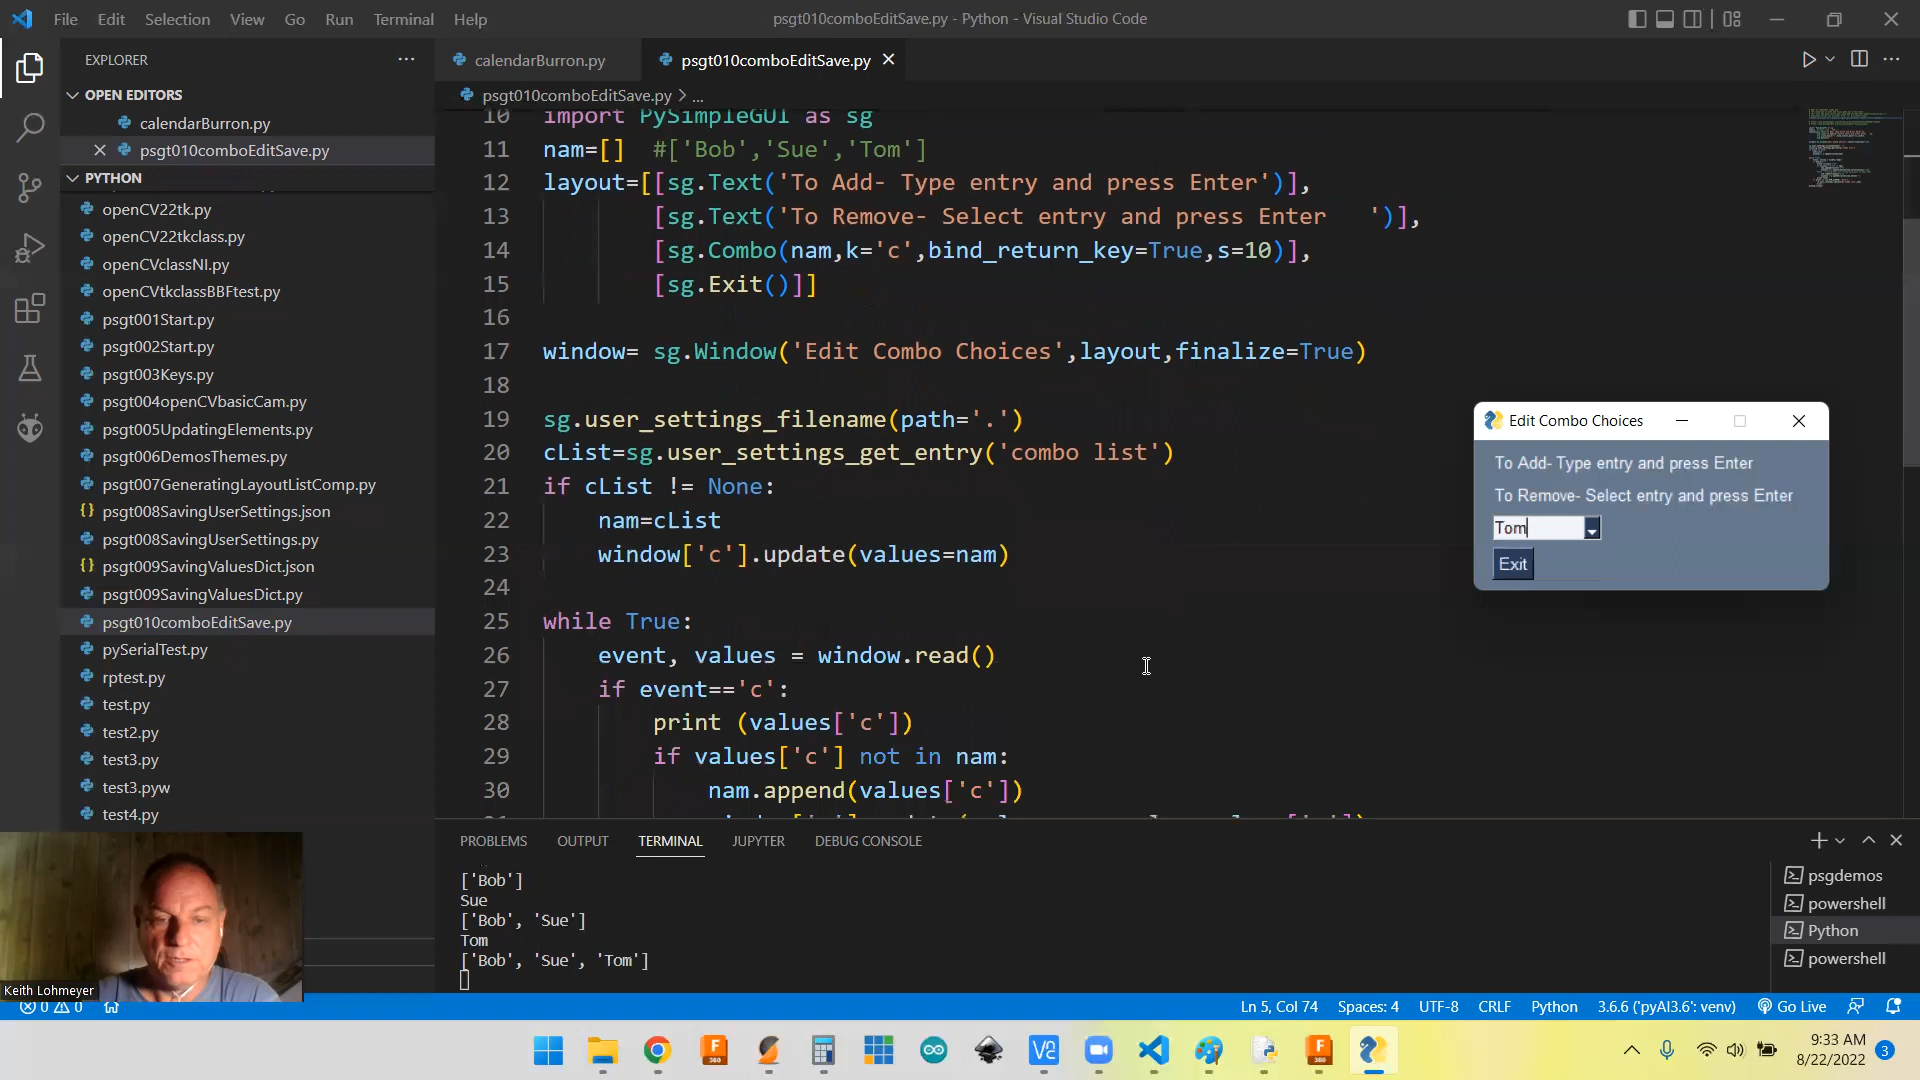 File Edit Selection View Go Run Terminal Help
psgt010comboEditSave.py - Python - Visual Studio Code
EXPLORER
OPEN EDITORS
calendarBurron.py
psgt010comboEditSave.py
PYTHON
openCV22tk.py
openCV22tkclass.py
openCVclassNI.py
openCVtkclassBBFtest.py
psgt001Start.py
psgt002Start.py
psgt003Keys.py
psgt004openCVbasicCam.py
psgt005UpdatingElements.py
psgt006DemosThemes.py
psgt007GeneratingLayoutListComp.py
psgt008SavingUserSettings.json
psgt008SavingUserSettings.py
psgt009SavingValuesDict.json
psgt009SavingValuesDict.py
psgt010comboEditSave.py
pySerialTest.py
rptest.py
test.py
test2.py
test3.py
test3.pyw
test4.py
Keith Lohmeyer
calendarBurron.py psgt010comboEditSave.py
psgt010comboEditSave.py > ...
10 import PySimpleGUI as sg
11 nam=[] #['Bob','Sue','Tom']
12 layout=[[sg.Text('To Add- Type entry and press Enter')],
13 [sg.Text('To Remove- Select entry and press Enter   ')],
14 [sg.Combo(nam,k='c',bind_return_key=True,s=10)],
15 [sg.Exit()]]
16
17 window= sg.Window('Edit Combo Choices',layout,finalize=True)
18
19 sg.user_settings_filename(path='.')
20 cList=sg.user_settings_get_entry('combo list')
21 if cList != None:
22 nam=cList
23 window['c'].update(values=nam)
24
25 while True:
26 event, values = window.read()
27 if event=='c':
28 print (values['c'])
29 if values['c'] not in nam:
30 nam.append(values['c'])
Edit Combo Choices
To Add- Type entry and press Enter
To Remove- Select entry and press Enter
Tom
Exit
PROBLEMS OUTPUT TERMINAL JUPYTER DEBUG CONSOLE
['Bob']
Sue
['Bob', 'Sue']
Tom
['Bob', 'Sue', 'Tom']
psgdemos
powershell
Python
powershell
0 0
Ln 5, Col 74 Spaces: 4 UTF-8 CRLF Python 3.6.6 ('pyAI3.6': venv) Go Live
9:33 AM
8/22/2022
3